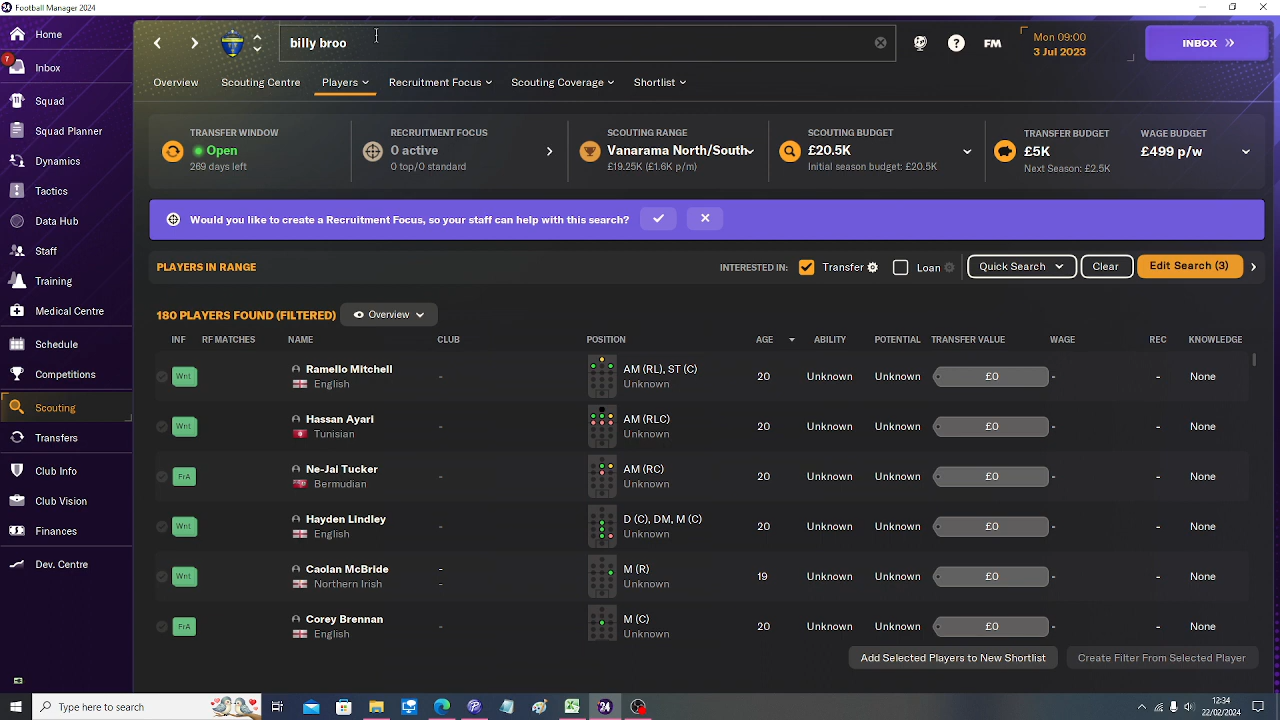 Football Manager 2024
Home
7
Inbox
Squad
Squad Planner
Dynamics
Tactics
Data Hub
Staff
Training
Medical Centre
Schedule
Competitions
Scouting
Transfers
Club Info
Club Vision
Finances
Dev. Centre
billy broo
?
FM
Mon 09:00
3 Jul 2023
INBOX
Overview
Scouting Centre
Players
Recruitment Focus
Scouting Coverage
Shortlist
TRANSFER WINDOW
Open
269 days left
RECRUITMENT FOCUS
0 active
0 top/0 standard
SCOUTING RANGE
Vanarama North/South
£19.25K (£1.6K p/m)
SCOUTING BUDGET
£20.5K
Initial season budget: £20.5K
TRANSFER BUDGET
£5K
Next Season: £2.5K
WAGE BUDGET
£499 p/w
Would you like to create a Recruitment Focus, so your staff can help with this search?
PLAYERS IN RANGE
INTERESTED IN:
Transfer
Loan
Quick Search
Clear
Edit Search (3)
180 PLAYERS FOUND (FILTERED)
Overview
INF RF MATCHES NAME CLUB POSITION AGE ABILITY POTENTIAL TRANSFER VALUE WAGE REC KNOWLEDGE
Wnt Ramello Mitchell - AM (RL), ST (C) 20 Unknown Unknown £0 - - None
English Unknown
Wnt Hassan Ayari - AM (RLC) 20 Unknown Unknown £0 - - None
Tunisian Unknown
FrA Ne-Jai Tucker - AM (RC) 20 Unknown Unknown £0 - - None
Bermudian Unknown
Wnt Hayden Lindley - D (C), DM, M (C) 20 Unknown Unknown £0 - - None
English Unknown
Wnt Caolan McBride - M (R) 19 Unknown Unknown £0 - - None
Northern Irish - Unknown
FrA Corey Brennan - M (C) 20 Unknown Unknown £0 - - None
English Unknown
Add Selected Players to New Shortlist
Create Filter From Selected Player
Type here to search
24
12:34
22/02/2024